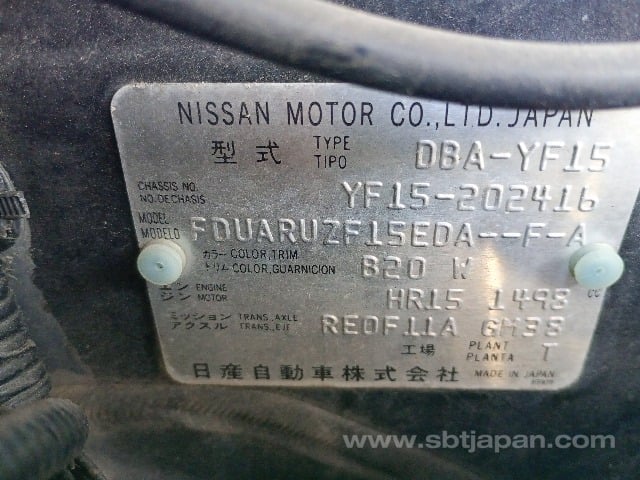 NISSAN MOTOR CO.,LTD.JAPAN
型式 TYPE TIPO DBA-YF15
CHASSIS NO. NO.DECHASIS YF15-202416
MODEL MODELO FDUARUZF15EDA--F-A
カラー COLOR,TRIM
トリム COLOR,GUARNICION B20 W
エン ENGINE
ジン MOTOR HR15 1498 cc
ミッション TRANS.,AXLE
アクスル TRANS.,EJE RE0F11A GM38
工場 PLANT PLANTA T
日産自動車株式会社 MADE IN JAPAN
www.sbtjapan.com